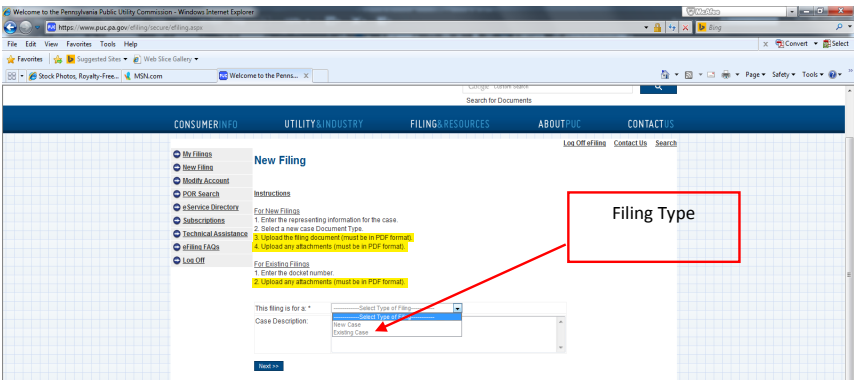 Welcome to the Pennsylvania Public Utility Commission - Windows Internet Explorer
McAfee
https://www.puc.pa.gov/efiling/secure/efiling.aspx
Bing
File Edit View Favorites Tools Help
Convert Select
Favorites Suggested Sites Web Slice Gallery
Stock Photos, Royalty-Free... MSN.com Welcome to the Penns... X
Page Safety Tools
Search for Documents
CONSUMERINFO UTILITY&INDUSTRY FILING&RESOURCES ABOUTPUC CONTACTUS
Log Off eFiling Contact Us Search
My Filings
New Filing
Modify Account
POR Search
eService Directory
Subscriptions
Technical Assistance
eFiling FAQs
Log Off
New Filing
Instructions
For New Filings
1. Enter the representing information for the case.
2. Select a new case Document Type.
3. Upload the filing document (must be in PDF format).
4. Upload any attachments (must be in PDF format).
For Existing Filings
1. Enter the docket number.
2. Upload any attachments (must be in PDF format).
Filing Type
This filing is for a: * ------------Select Type of Filing------------
------------Select Type of Filing------------
New Case
Existing Case
Case Description:
Next >>